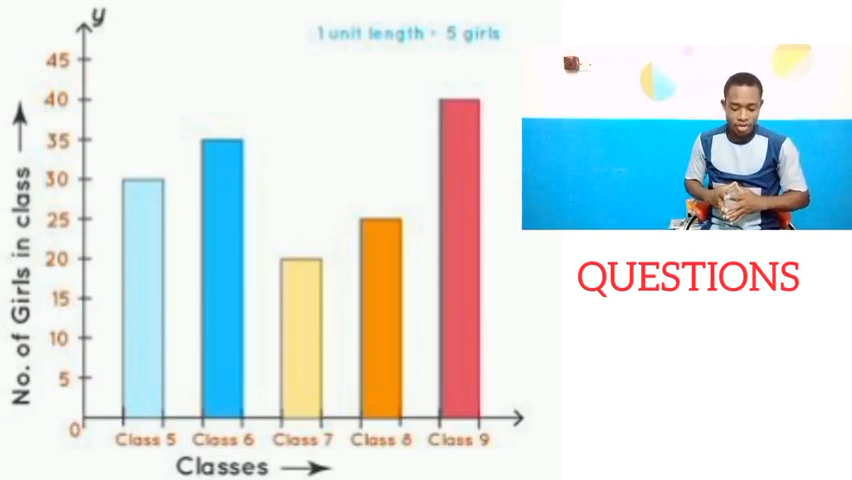 y
1 unit length = 5 girls
45
40
35
30
25
20
15
10
5
0
No. of Girls in class
Class 5 Class 6 Class 7 Class 8 Class 9
Classes
QUESTIONS